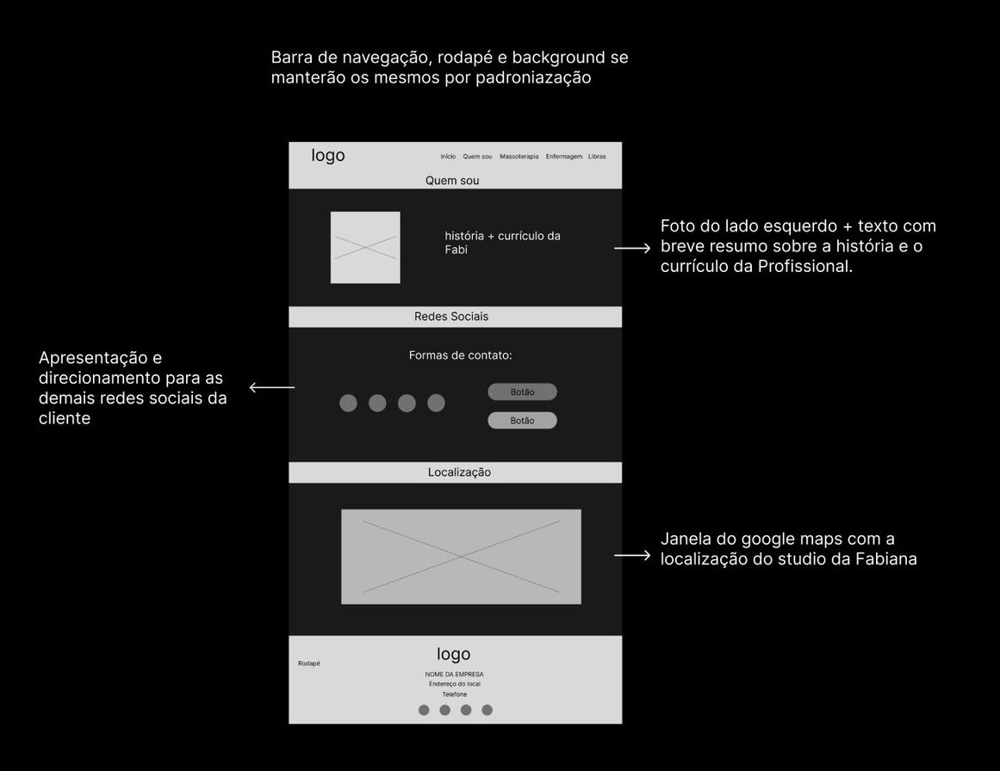 Barra de navegação, rodapé e background se
manterão os mesmos por padroniazação
logo
Início Quem sou Massoterapia Enfermagem Libras
Quem sou
história + currículo da
Fabi
Foto do lado esquerdo + texto com
breve resumo sobre a história e o
currículo da Profissional.
Redes Sociais
Formas de contato:
Botão
Botão
Apresentação e
direcionamento para as
demais redes sociais da
cliente
Localização
Janela do google maps com a
localização do studio da Fabiana
logo
Rodapé
NOME DA EMPRESA
Endereço do local
Telefone